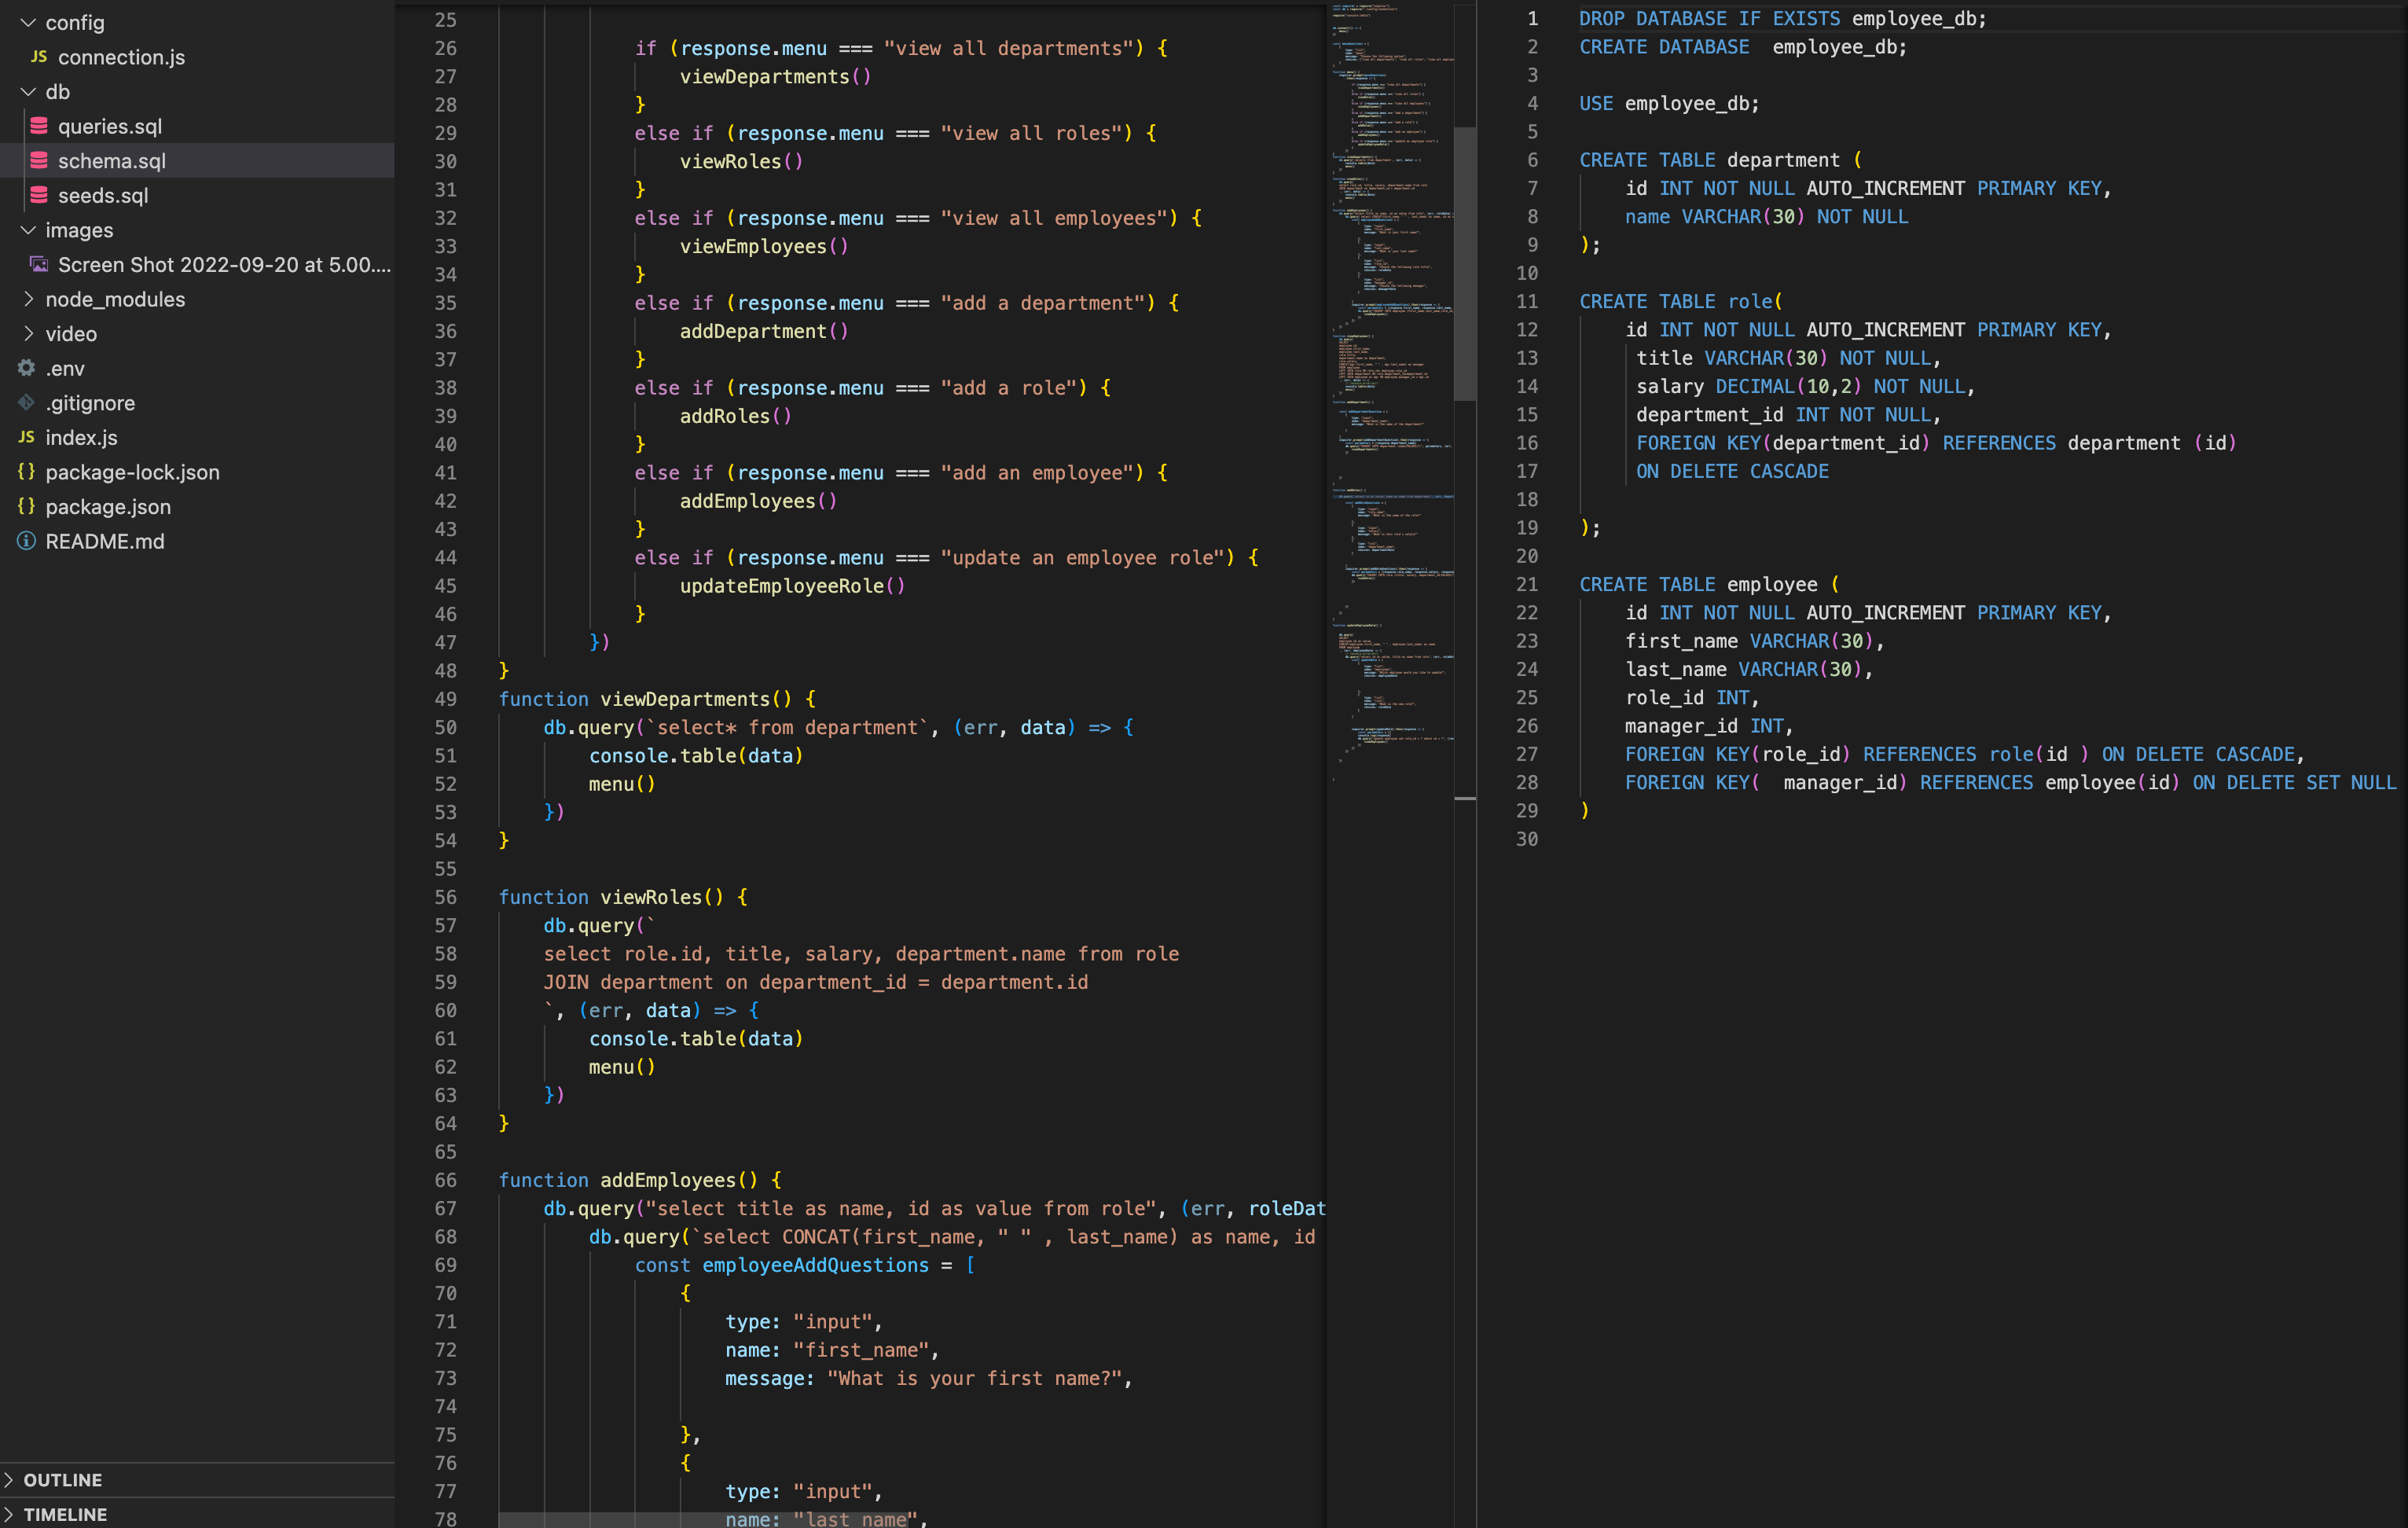 config
JS connection.js
db
queries.sql
schema.sql
seeds.sql
images
Screen Shot 2022-09-20 at 5.00....
node_modules
video
.env
.gitignore
JS index.js
{} package-lock.json
{} package.json
README.md
OUTLINE
TIMELINE
25
26 if (response.menu === "view all departments") {
27 viewDepartments()
28 }
29 else if (response.menu === "view all roles") {
30 viewRoles()
31 }
32 else if (response.menu === "view all employees") {
33 viewEmployees()
34 }
35 else if (response.menu === "add a department") {
36 addDepartment()
37 }
38 else if (response.menu === "add a role") {
39 addRoles()
40 }
41 else if (response.menu === "add an employee") {
42 addEmployees()
43 }
44 else if (response.menu === "update an employee role") {
45 updateEmployeeRole()
46 }
47 })
48 }
49 function viewDepartments() {
50 db.query(`select* from department`, (err, data) => {
51 console.table(data)
52 menu()
53 })
54 }
55
56 function viewRoles() {
57 db.query(`
58 select role.id, title, salary, department.name from role
59 JOIN department on department_id = department.id
60 `, (err, data) => {
61 console.table(data)
62 menu()
63 })
64 }
65
66 function addEmployees() {
67 db.query("select title as name, id as value from role", (err, roleDat
68 db.query(`select CONCAT(first_name, " " , last_name) as name, id
69 const employeeAddQuestions = [
70 {
71 type: "input",
72 name: "first_name",
73 message: "What is your first name?",
74
75 },
76 {
77 type: "input",
78 name: "last_name",
1 DROP DATABASE IF EXISTS employee_db;
2 CREATE DATABASE  employee_db;
3
4 USE employee_db;
5
6 CREATE TABLE department (
7 id INT NOT NULL AUTO_INCREMENT PRIMARY KEY,
8 name VARCHAR(30) NOT NULL
9 );
10
11 CREATE TABLE role(
12 id INT NOT NULL AUTO_INCREMENT PRIMARY KEY,
13 title VARCHAR(30) NOT NULL,
14 salary DECIMAL(10,2) NOT NULL,
15 department_id INT NOT NULL,
16 FOREIGN KEY(department_id) REFERENCES department (id)
17 ON DELETE CASCADE
18
19 );
20
21 CREATE TABLE employee (
22 id INT NOT NULL AUTO_INCREMENT PRIMARY KEY,
23 first_name VARCHAR(30),
24 last_name VARCHAR(30),
25 role_id INT,
26 manager_id INT,
27 FOREIGN KEY(role_id) REFERENCES role(id ) ON DELETE CASCADE,
28 FOREIGN KEY(  manager_id) REFERENCES employee(id) ON DELETE SET NULL
29 )
30